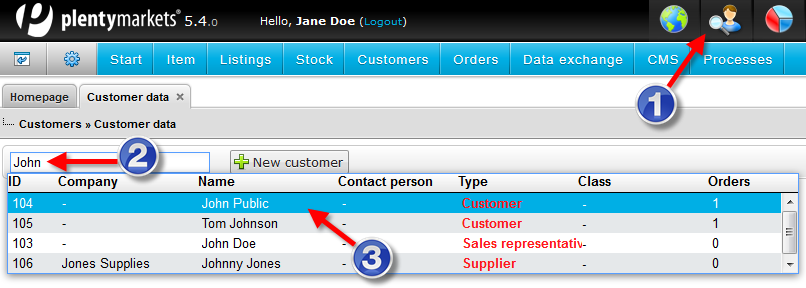 plentymarkets 5.4.0 Hello, Jane Doe (Logout)
Start Item Listings Stock Customers Orders Data exchange CMS Processes
1
Homepage Customer data ×
Customers » Customer data
John 2 New customer
ID Company Name Contact person Type Class Orders
104 - John Public - Customer - 1
105 - Tom Johnson - Customer - 1
103 - John Doe - Sales representativ- 0
106 Jones Supplies Johnny Jones - Supplier - 0
3